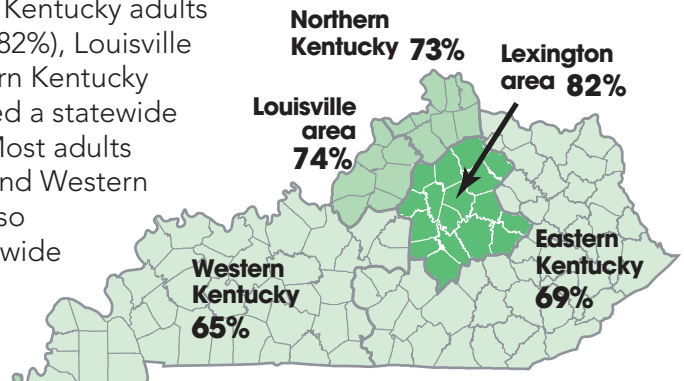 Kentucky adults
82%), Louisville
rn Kentucky
ed a statewide
Most adults
nd Western
so
wide
Northern
Kentucky 73%
Lexington
area 82%
Louisville
area
74%
Eastern
Kentucky
69%
Western
Kentucky
65%